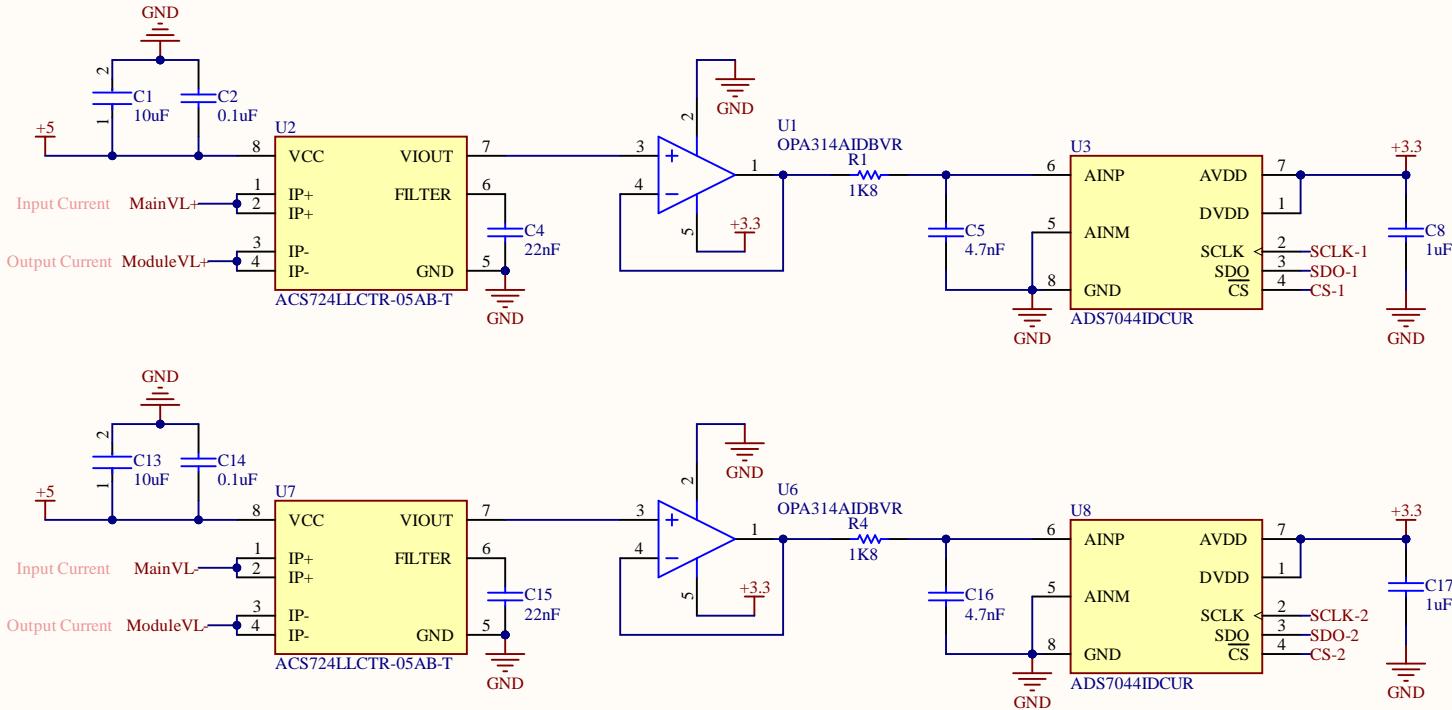 GND
2
C1
10uF
1
C2
0.1uF
+5
U2
8 VCC VIOUT 7
1 IP+ FILTER 6
2 IP+
3 IP-
4 IP- GND 5
ACS724LLCTR-05AB-T
Input Current MainVL+
Output Current ModuleVL+
C4
22nF
GND
GND
2
U1
OPA314AIDBVR
3 + 1
4 −
5
+3.3
R1
1K8
C5
4.7nF
GND
U3
6 AINP AVDD 7
DVDD 1
5 AINM
SCLK 2 SCLK-1
SDO 3 SDO-1
8 GND CS 4 CS-1
ADS7044IDCUR
+3.3
C8
1uF
GND
GND
2
C13
10uF
1
C14
0.1uF
+5
U7
8 VCC VIOUT 7
1 IP+ FILTER 6
2 IP+
3 IP-
4 IP- GND 5
ACS724LLCTR-05AB-T
Input Current MainVL-
Output Current ModuleVL-
C15
22nF
GND
GND
2
U6
OPA314AIDBVR
3 + 1
4 −
5
+3.3
R4
1K8
C16
4.7nF
GND
U8
6 AINP AVDD 7
DVDD 1
5 AINM
SCLK 2 SCLK-2
SDO 3 SDO-2
8 GND CS 4 CS-2
ADS7044IDCUR
+3.3
C17
1uF
GND